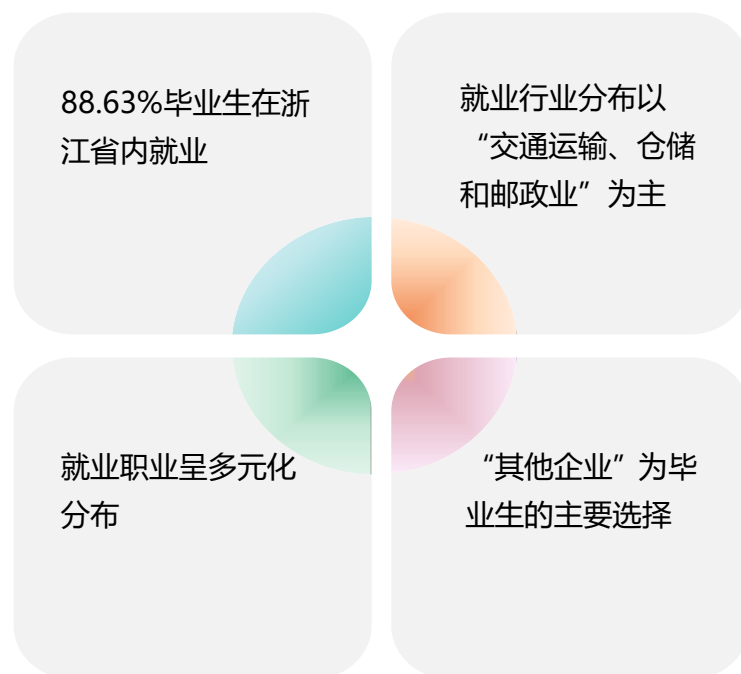 88.63%毕业生在浙
江省内就业
就业行业分布以
“交通运输、仓储
和邮政业”为主
就业职业呈多元化
分布
“其他企业”为毕
业生的主要选择